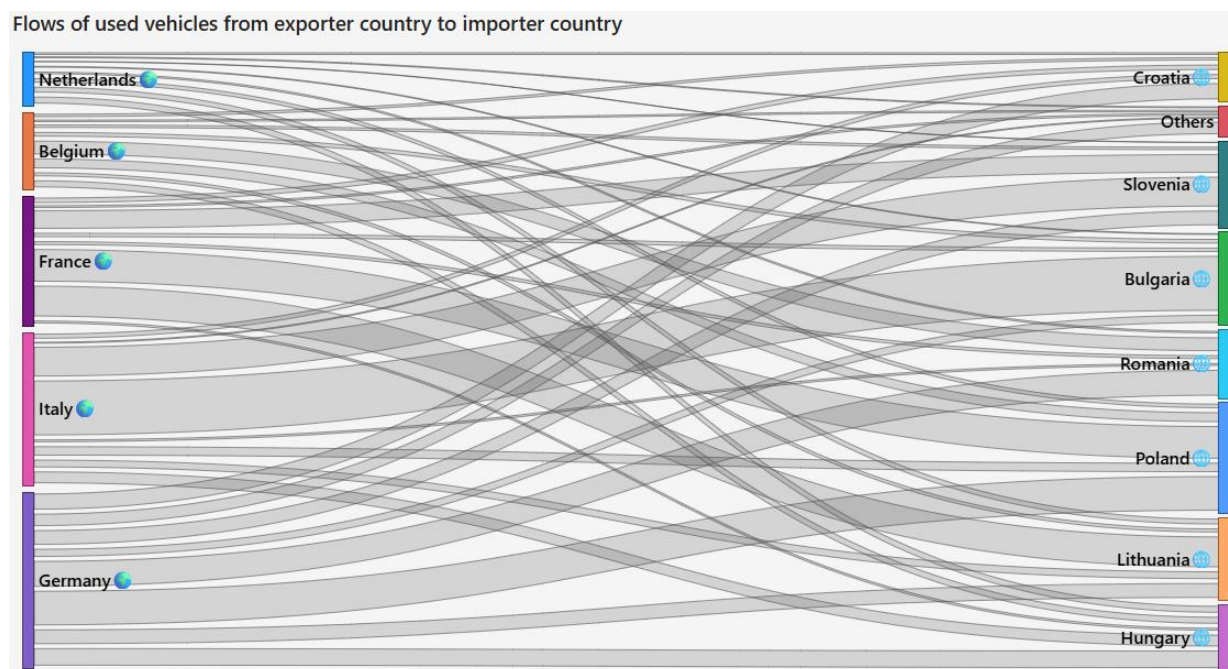 Flows of used vehicles from exporter country to importer country
Netherlands
Belgium
France
Italy
Germany
Croatia
Others
Slovenia
Bulgaria
Romania
Poland
Lithuania
Hungary